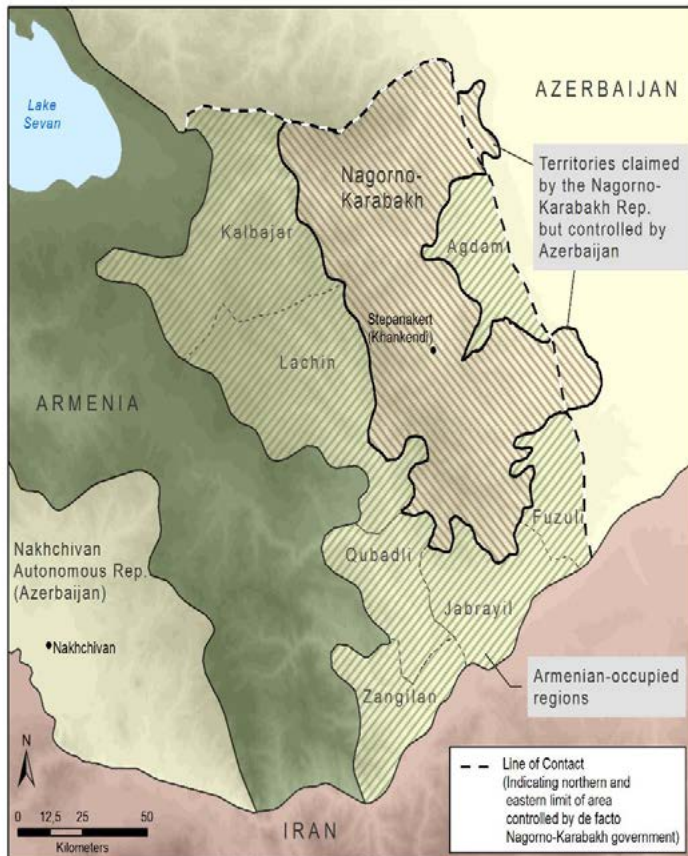 Lake
Sevan
AZERBAIJAN
Nagorno-
Karabakh
Territories claimed
by the Nagorno-
Karabakh Rep.
but controlled by
Azerbaijan
Kalbajar
Agdam
Stepanakert
(Khankendi)
Lachin
ARMENIA
Fuzuli
Qubadli
Nakhchivan
Autonomous Rep.
(Azerbaijan)
Jabrayil
Nakhchivan
Zangilan
Armenian-occupied
regions
N
0 12,5 25 50
Kilometers
IRAN
Line of Contact
(Indicating northern and
eastern limit of area
controlled by de facto
Nagorno-Karabakh government)